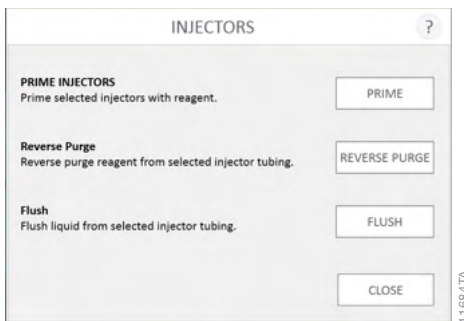 INJECTORS
?
PRIME INJECTORS
Prime selected injectors with reagent.
PRIME
Reverse Purge
Reverse purge reagent from selected injector tubing.
REVERSE PURGE
Flush
Flush liquid from selected injector tubing.
FLUSH
CLOSE
11684TA